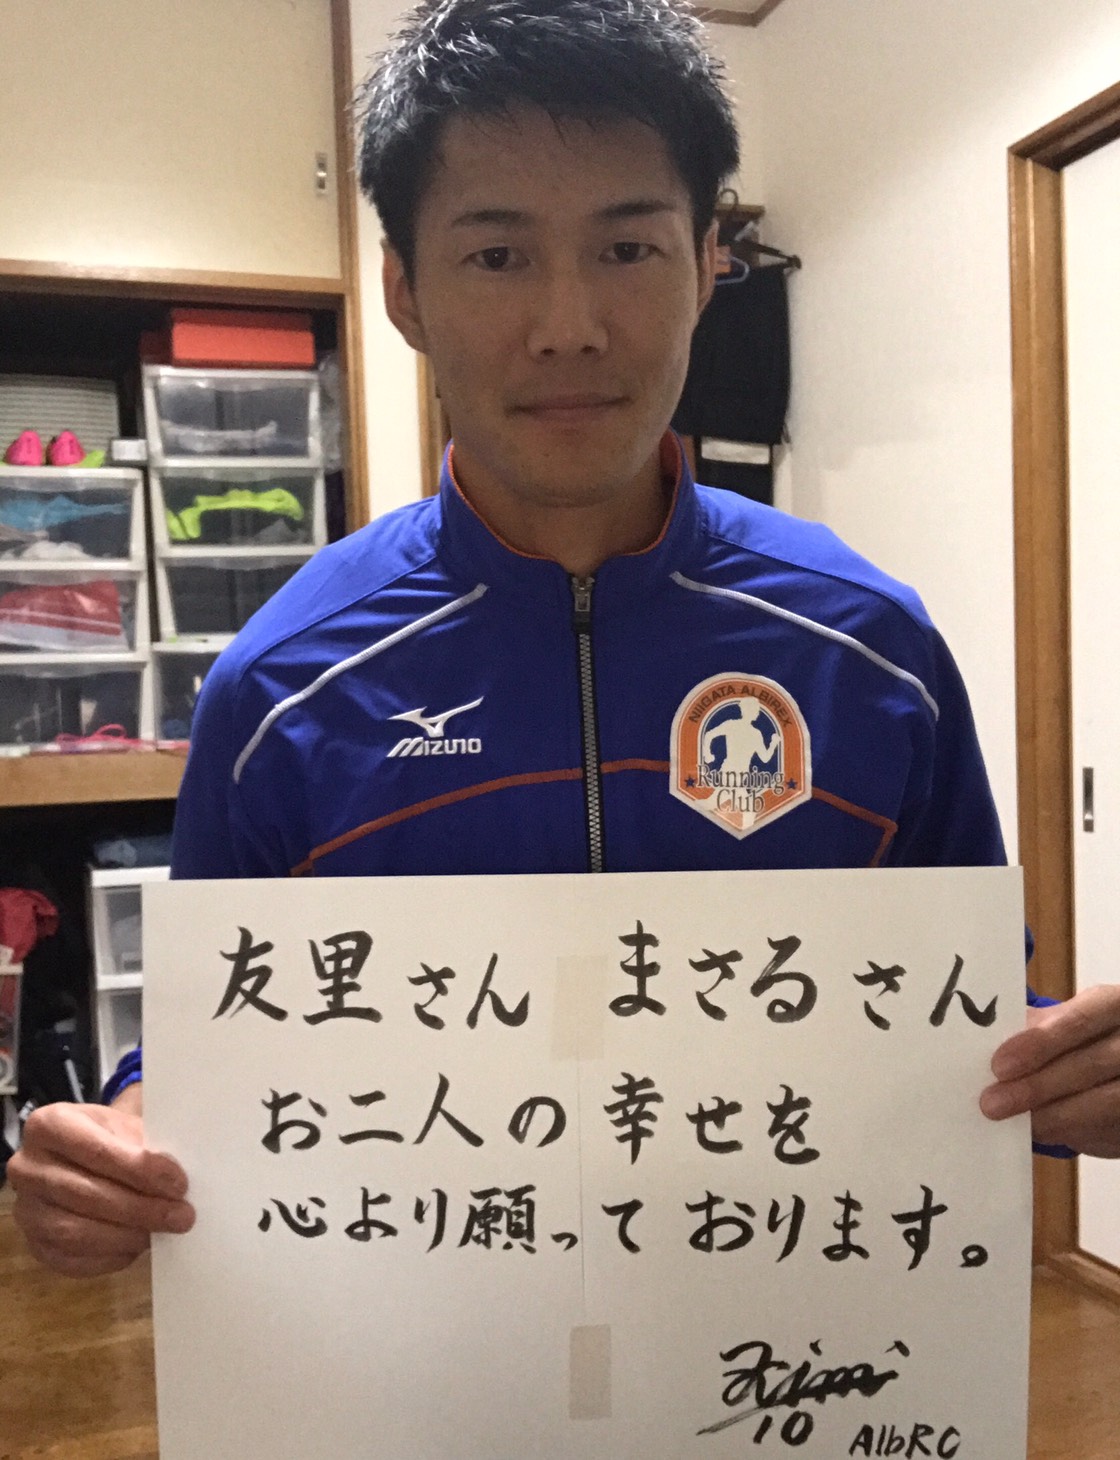 MIZUNO
NIIGATA ALBIREX
Running
Club
友里さん まさるさん
お二人の幸せを
心より願っております。
10 AlbRC